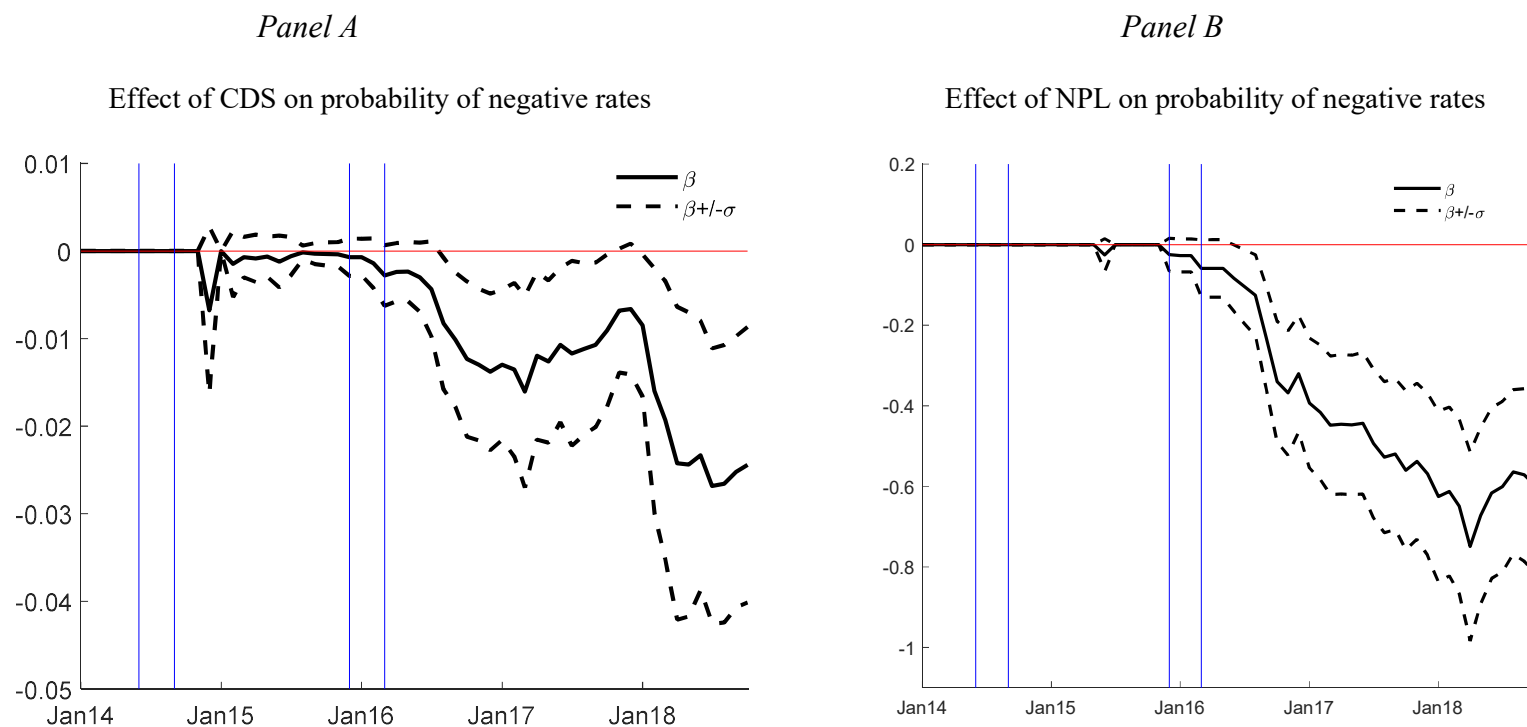 Panel A
Effect of CDS on probability of negative rates
0.01
0
-0.01
-0.02
-0.03
-0.04
-0.05
Jan14 Jan15 Jan16 Jan17 Jan18
β
β+/-σ
Panel B
Effect of NPL on probability of negative rates
0.2
0
-0.2
-0.4
-0.6
-0.8
-1
Jan14 Jan15 Jan16 Jan17 Jan18
β
β+/-σ